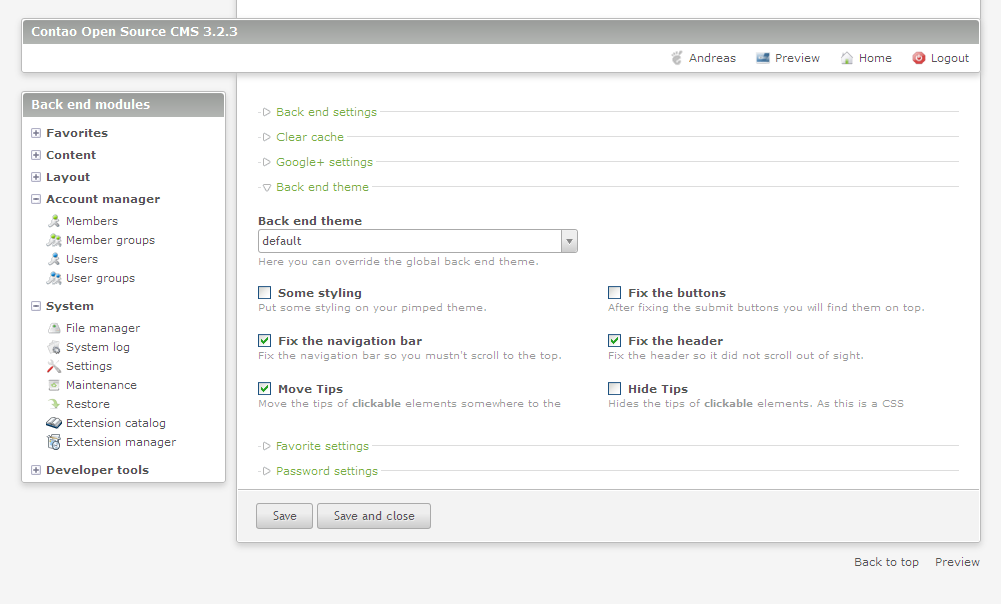 Contao Open Source CMS 3.2.3
Andreas Preview Home Logout
Back end modules
Favorites
Content
Layout
Account manager
Members
Member groups
Users
User groups
System
File manager
System log
Settings
Maintenance
Restore
Extension catalog
Extension manager
Developer tools
Back end settings
Clear cache
Google+ settings
Back end theme
Back end theme
default
Here you can override the global back end theme.
Some styling
Put some styling on your pimped theme.
Fix the buttons
After fixing the submit buttons you will find them on top.
Fix the navigation bar
Fix the navigation bar so you mustn't scroll to the top.
Fix the header
Fix the header so it did not scroll out of sight.
Move Tips
Move the tips of clickable elements somewhere to the
Hide Tips
Hides the tips of clickable elements. As this is a CSS
Favorite settings
Password settings
Save Save and close
Back to top Preview